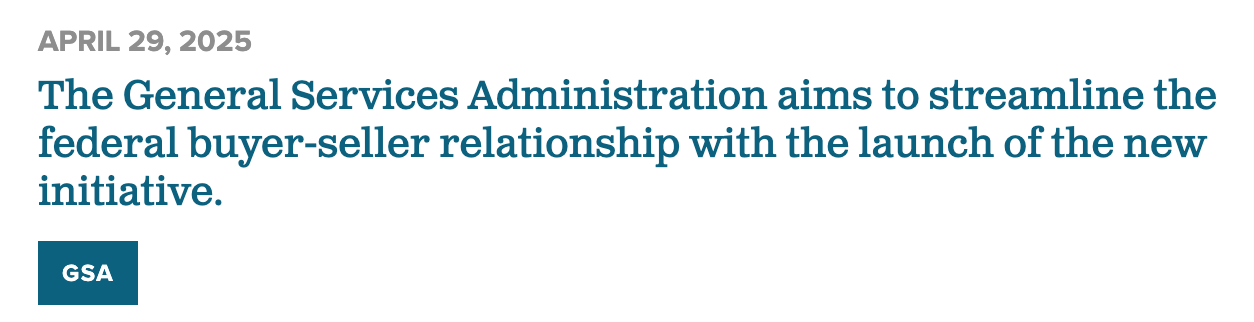 APRIL 29, 2025
The General Services Administration aims to streamline the
federal buyer-seller relationship with the launch of the new
initiative.
GSA